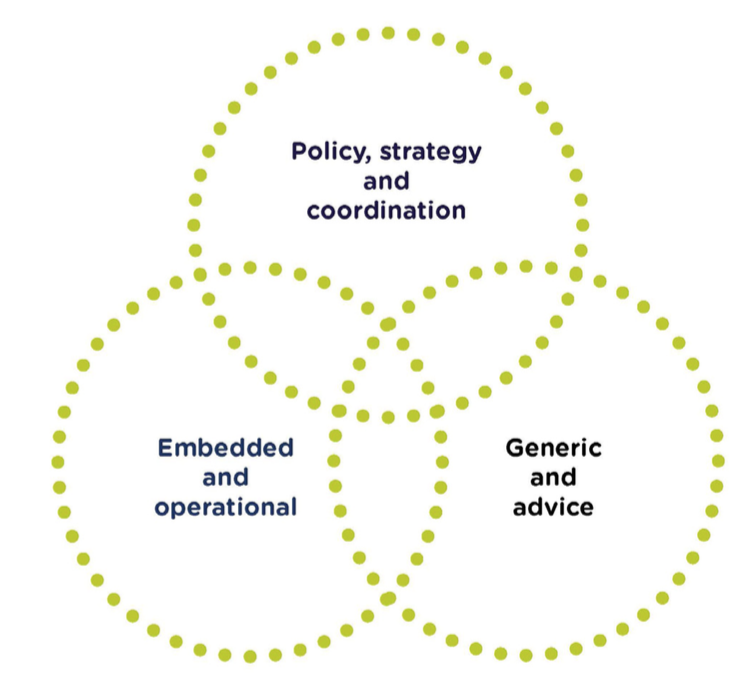 Policy, strategy
and
coordination
Embedded
and
operational
Generic
and
advice